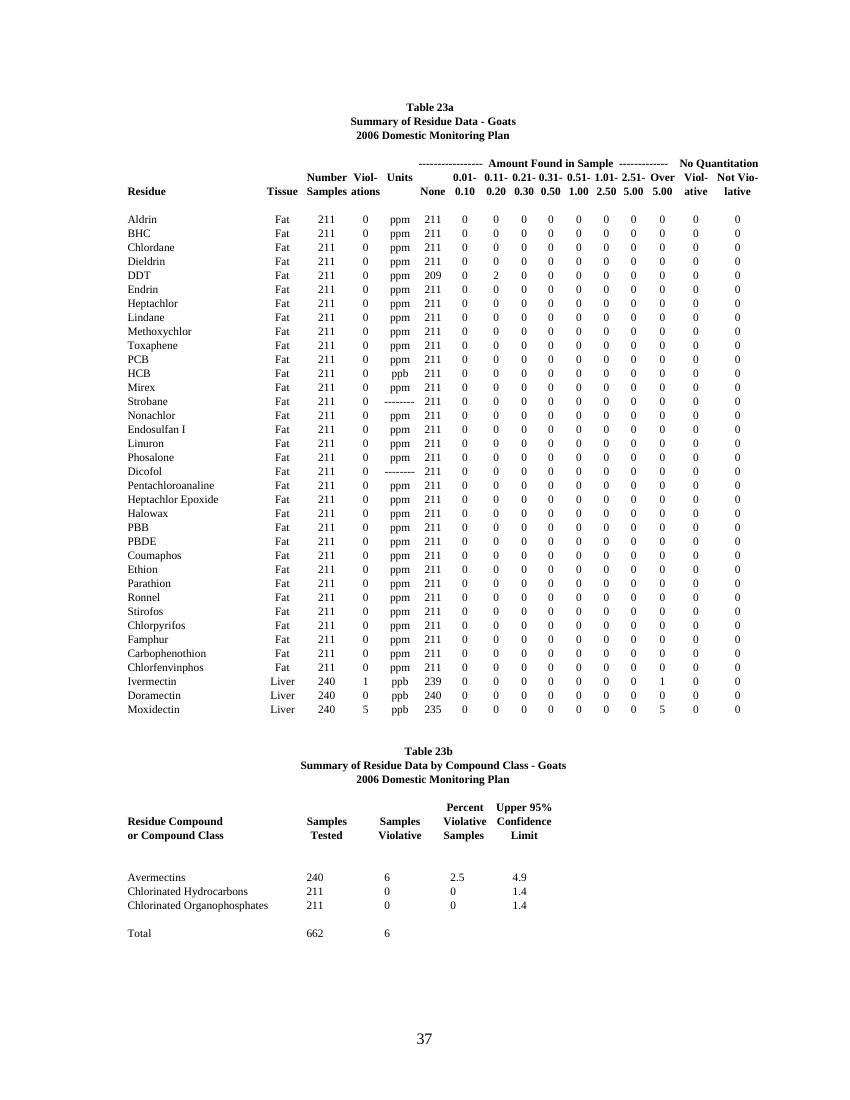 Table 23a
Summary of Residue Data - Goats
2006 Domestic Monitoring Plan
----------------- Amount Found in Sample ------------- No Quantitation
Number Viol- Units 0.01- 0.11- 0.21- 0.31- 0.51- 1.01- 2.51- Over Viol- Not Vio-
Residue Tissue Samples ations None 0.10 0.20 0.30 0.50 1.00 2.50 5.00 5.00 ative lative
Aldrin Fat 211 0 ppm 211 0 0 0 0 0 0 0 0 0 0
BHC Fat 211 0 ppm 211 0 0 0 0 0 0 0 0 0 0
Chlordane Fat 211 0 ppm 211 0 0 0 0 0 0 0 0 0 0
Dieldrin Fat 211 0 ppm 211 0 0 0 0 0 0 0 0 0 0
DDT Fat 211 0 ppm 209 0 2 0 0 0 0 0 0 0 0
Endrin Fat 211 0 ppm 211 0 0 0 0 0 0 0 0 0 0
Heptachlor Fat 211 0 ppm 211 0 0 0 0 0 0 0 0 0 0
Lindane Fat 211 0 ppm 211 0 0 0 0 0 0 0 0 0 0
Methoxychlor Fat 211 0 ppm 211 0 0 0 0 0 0 0 0 0 0
Toxaphene Fat 211 0 ppm 211 0 0 0 0 0 0 0 0 0 0
PCB Fat 211 0 ppm 211 0 0 0 0 0 0 0 0 0 0
HCB Fat 211 0 ppb 211 0 0 0 0 0 0 0 0 0 0
Mirex Fat 211 0 ppm 211 0 0 0 0 0 0 0 0 0 0
Strobane Fat 211 0 -------- 211 0 0 0 0 0 0 0 0 0 0
Nonachlor Fat 211 0 ppm 211 0 0 0 0 0 0 0 0 0 0
Endosulfan I Fat 211 0 ppm 211 0 0 0 0 0 0 0 0 0 0
Linuron Fat 211 0 ppm 211 0 0 0 0 0 0 0 0 0 0
Phosalone Fat 211 0 ppm 211 0 0 0 0 0 0 0 0 0 0
Dicofol Fat 211 0 -------- 211 0 0 0 0 0 0 0 0 0 0
Pentachloroanaline Fat 211 0 ppm 211 0 0 0 0 0 0 0 0 0 0
Heptachlor Epoxide Fat 211 0 ppm 211 0 0 0 0 0 0 0 0 0 0
Halowax Fat 211 0 ppm 211 0 0 0 0 0 0 0 0 0 0
PBB Fat 211 0 ppm 211 0 0 0 0 0 0 0 0 0 0
PBDE Fat 211 0 ppm 211 0 0 0 0 0 0 0 0 0 0
Coumaphos Fat 211 0 ppm 211 0 0 0 0 0 0 0 0 0 0
Ethion Fat 211 0 ppm 211 0 0 0 0 0 0 0 0 0 0
Parathion Fat 211 0 ppm 211 0 0 0 0 0 0 0 0 0 0
Ronnel Fat 211 0 ppm 211 0 0 0 0 0 0 0 0 0 0
Stirofos Fat 211 0 ppm 211 0 0 0 0 0 0 0 0 0 0
Chlorpyrifos Fat 211 0 ppm 211 0 0 0 0 0 0 0 0 0 0
Famphur Fat 211 0 ppm 211 0 0 0 0 0 0 0 0 0 0
Carbophenothion Fat 211 0 ppm 211 0 0 0 0 0 0 0 0 0 0
Chlorfenvinphos Fat 211 0 ppm 211 0 0 0 0 0 0 0 0 0 0
Ivermectin Liver 240 1 ppb 239 0 0 0 0 0 0 0 1 0 0
Doramectin Liver 240 0 ppb 240 0 0 0 0 0 0 0 0 0 0
Moxidectin Liver 240 5 ppb 235 0 0 0 0 0 0 0 5 0 0
Table 23b
Summary of Residue Data by Compound Class - Goats
2006 Domestic Monitoring Plan
Percent Upper 95%
Residue Compound Samples Samples Violative Confidence
or Compound Class Tested Violative Samples Limit
Avermectins 240 6 2.5 4.9
Chlorinated Hydrocarbons 211 0 0 1.4
Chlorinated Organophosphates 211 0 0 1.4
Total 662 6
37